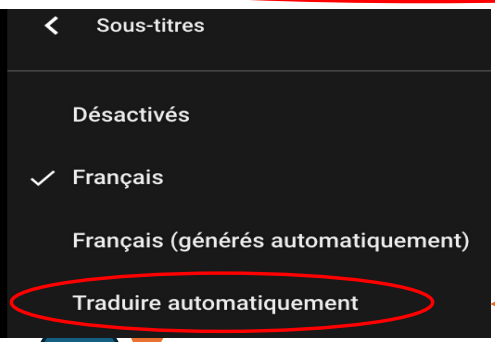 Sous-titres
Désactivés
Français
Français (générés automatiquement)
Traduire automatiquement